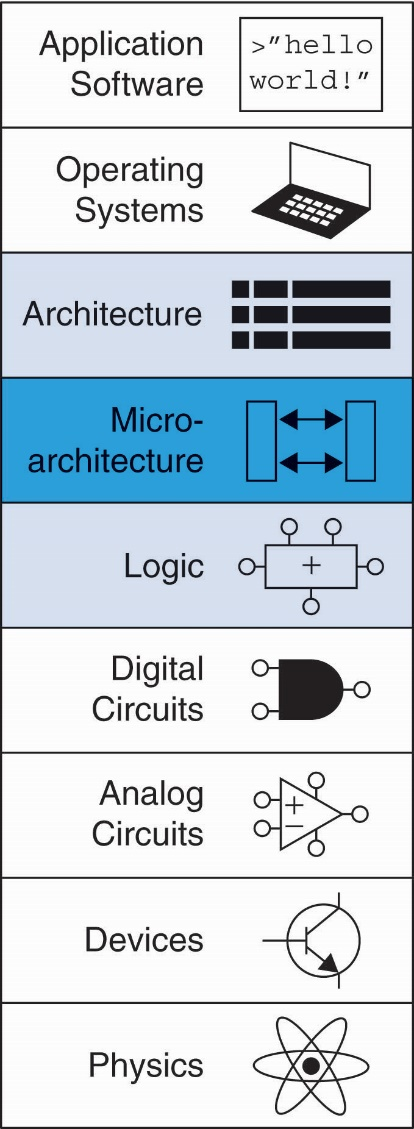 Application
Software
>"hello
world!"
Operating
Systems
Architecture
Micro-
architecture
Logic
+
Digital
Circuits
Analog
Circuits
+
−
Devices
Physics